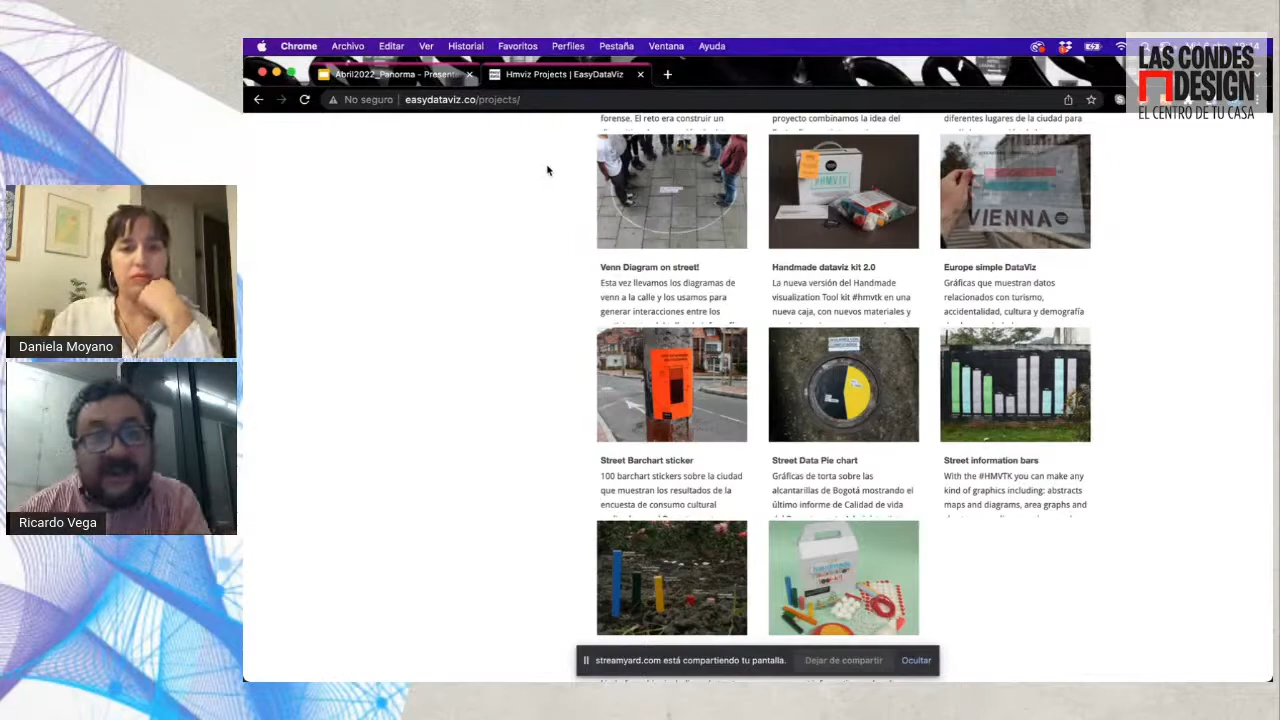 Chrome Archivo Editar Ver Historial Favoritos Perfiles Pestaña Ventana Ayuda
Abril2022_Panorma - Present
Hmviz Projects | EasyDataViz
No seguro | easydataviz.co/projects/
LAS CONDES
DESIGN
EL CENTRO DE TU CASA
forense. El reto era construir un
proyecto combinamos la idea del
diferentes lugares de la ciudad para
#HMVTK
VIENNA
Venn Diagram on street!
Esta vez llevamos los diagramas de
venn a la calle y los usamos para
generar interacciones entre los
Handmade dataviz kit 2.0
La nueva versión del Handmade
visualization Tool kit #hmvtk en una
nueva caja, con nuevos materiales y
Europe simple DataViz
Gráficas que muestran datos
relacionados con turismo,
accidentalidad, cultura y demografía
Daniela Moyano
Ricardo Vega
Street Barchart sticker
100 barchart stickers sobre la ciudad
que muestran los resultados de la
encuesta de consumo cultural
Street Data Pie chart
Gráficas de torta sobre las
alcantarillas de Bogotá mostrando el
último informe de Calidad de vida
Street information bars
With the #HMVTK you can make any
kind of graphics including: abstracts
maps and diagrams, area graphs and
streamyard.com está compartiendo tu pantalla.
Dejar de compartir
Ocultar